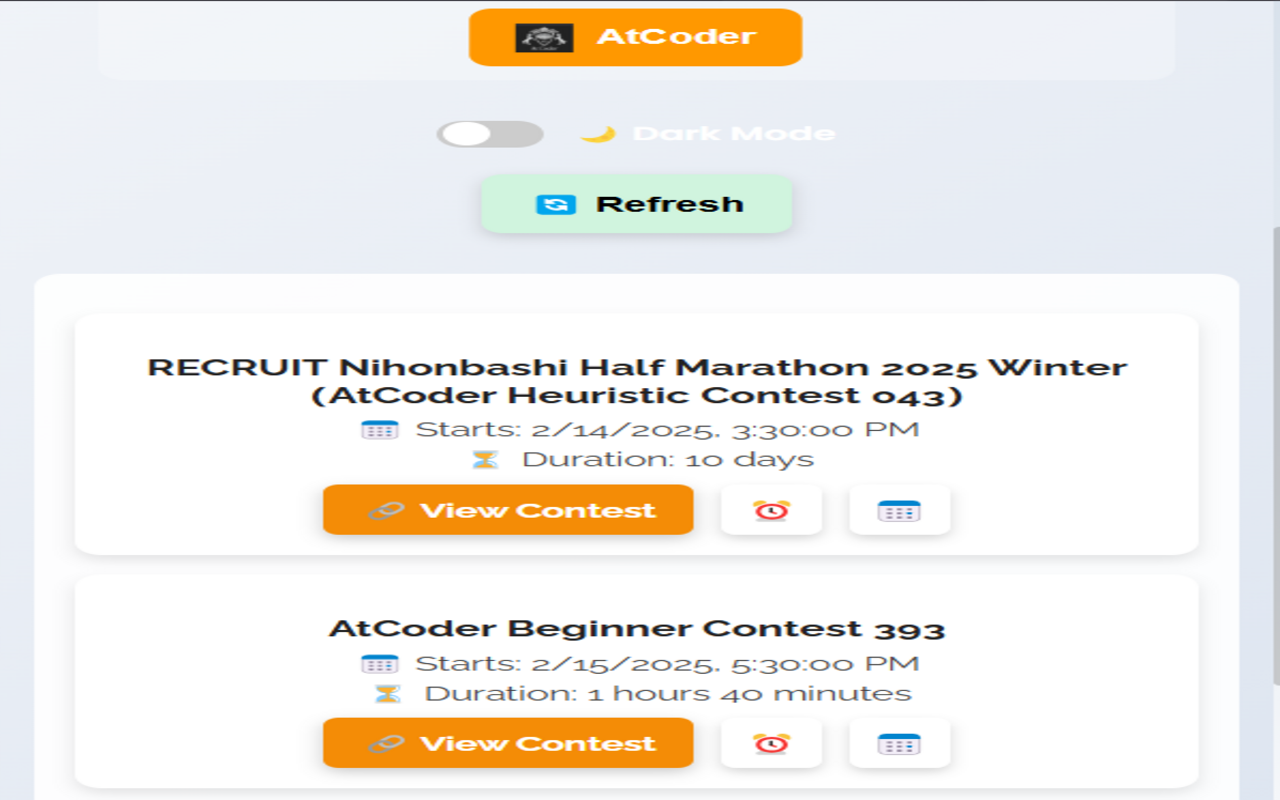 AtCoder
Dark Mode
Refresh
RECRUIT Nihonbashi Half Marathon 2025 Winter
(AtCoder Heuristic Contest 043)
Starts: 2/14/2025, 3:30:00 PM
Duration: 10 days
View Contest
AtCoder Beginner Contest 393
Starts: 2/15/2025, 5:30:00 PM
Duration: 1 hours 40 minutes
View Contest